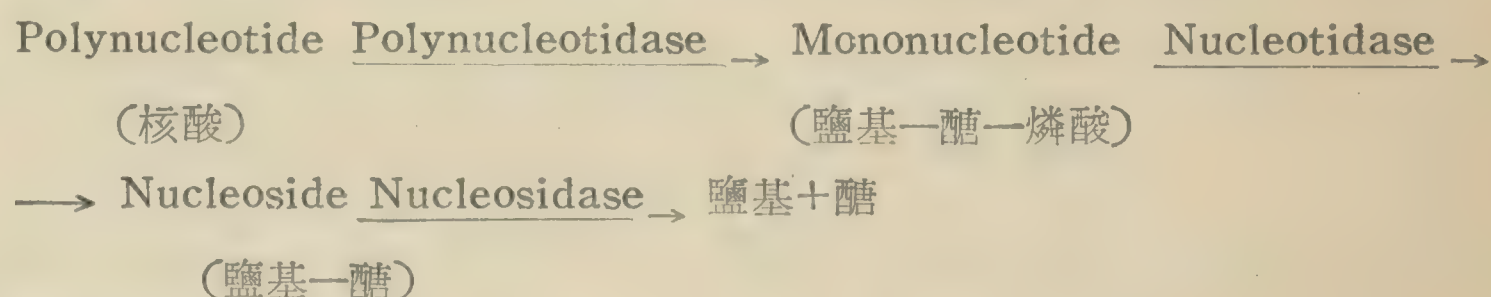 Polynucleotide Polynucleotidase → Mononucleotide Nucleotidase →
(核酸) (鹽基—醣—燐酸)
→ Nucleoside Nucleosidase → 鹽基+醣
(鹽基—醣)